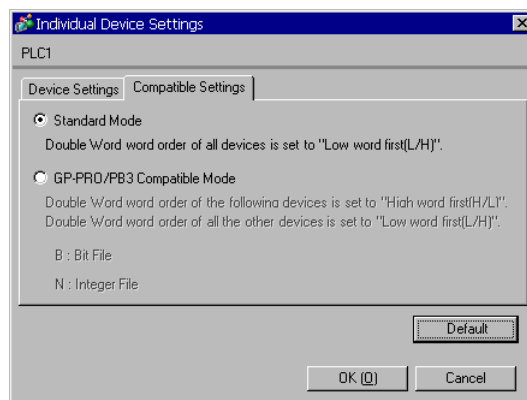 Individual Device Settings
PLC1
Device Settings
Compatible Settings
Standard Mode
Double Word word order of all devices is set to "Low word first(L/H)".
GP-PRO/PB3 Compatible Mode
Double Word word order of the following devices is set to "High word first(H/L)".
Double Word word order of all the other devices is set to "Low word first(L/H)".
B : Bit File
N : Integer File
Default
OK (O)
Cancel